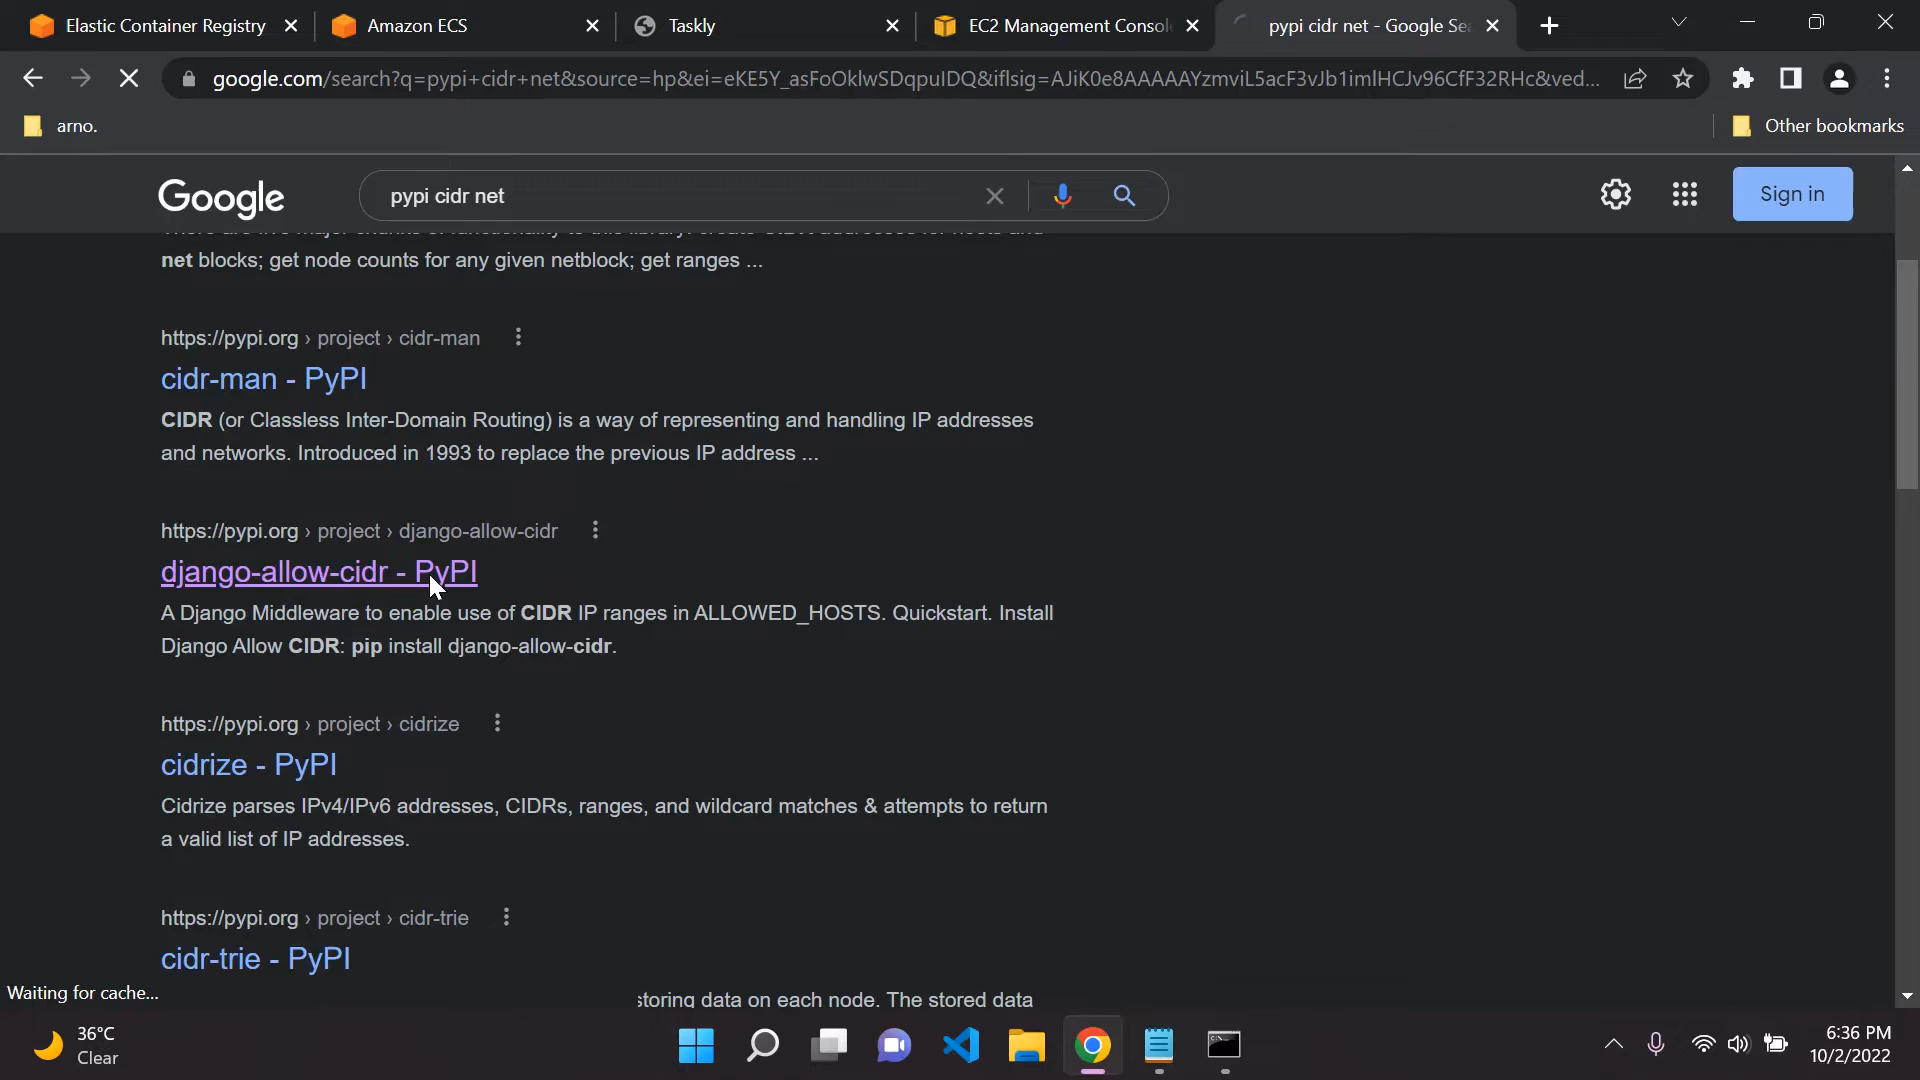 Elastic Container Registry
Amazon ECS
Taskly
EC2 Management Consol
pypi cidr net - Google Sea
google.com/search?q=pypi+cidr+net&source=hp&ei=eKE5Y_asFoOklwSDqpuIDQ&iflsig=AJiK0e8AAAAAYzmviL5acF3vJb1imlHCJv96CfF32RHc&ved...
arno.
Other bookmarks
Google
pypi cidr net
Sign in
net blocks; get node counts for any given netblock; get ranges ...
https://pypi.org › project › cidr-man
cidr-man - PyPI
CIDR (or Classless Inter-Domain Routing) is a way of representing and handling IP addresses
and networks. Introduced in 1993 to replace the previous IP address ...
https://pypi.org › project › django-allow-cidr
django-allow-cidr - PyPI
A Django Middleware to enable use of CIDR IP ranges in ALLOWED_HOSTS. Quickstart. Install
Django Allow CIDR: pip install django-allow-cidr.
https://pypi.org › project › cidrize
cidrize - PyPI
Cidrize parses IPv4/IPv6 addresses, CIDRs, ranges, and wildcard matches & attempts to return
a valid list of IP addresses.
https://pypi.org › project › cidr-trie
cidr-trie - PyPI
Waiting for cache...
storing data on each node. The stored data
36°C
Clear
6:36 PM
10/2/2022